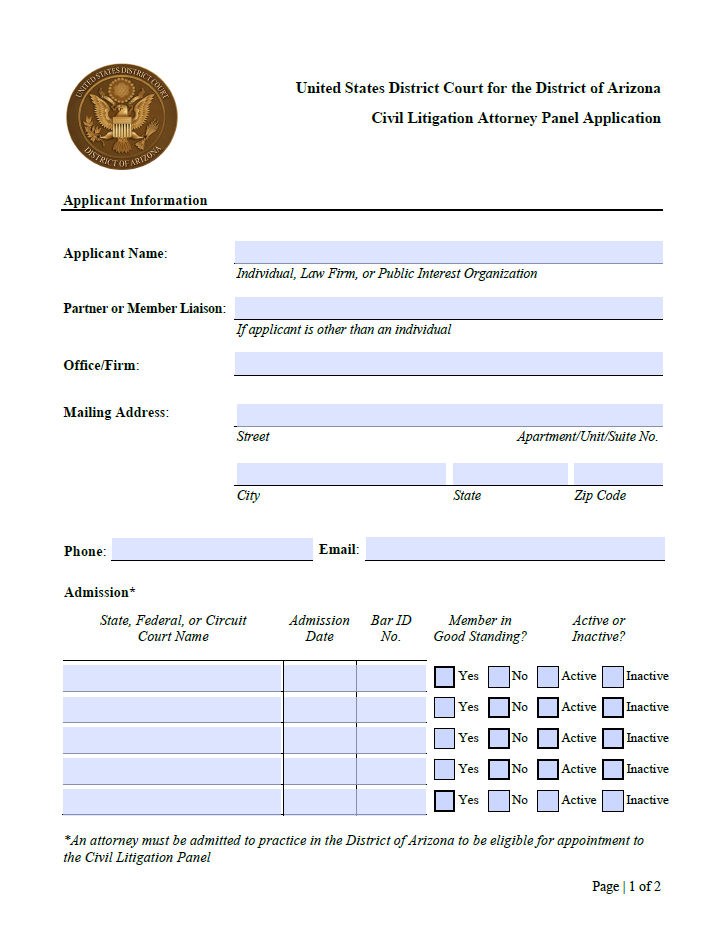 UNITED STATES DISTRICT COURT
DISTRICT OF ARIZONA
United States District Court for the District of Arizona
Civil Litigation Attorney Panel Application
Applicant Information
Applicant Name:
Individual, Law Firm, or Public Interest Organization
Partner or Member Liaison:
If applicant is other than an individual
Office/Firm:
Mailing Address:
Street Apartment/Unit/Suite No.
City State Zip Code
Phone: Email:
Admission*
State, Federal, or Circuit Admission Bar ID Member in Active or
Court Name Date No. Good Standing? Inactive?
Yes No Active Inactive
Yes No Active Inactive
Yes No Active Inactive
Yes No Active Inactive
Yes No Active Inactive
*An attorney must be admitted to practice in the District of Arizona to be eligible for appointment to
the Civil Litigation Panel
Page | 1 of 2